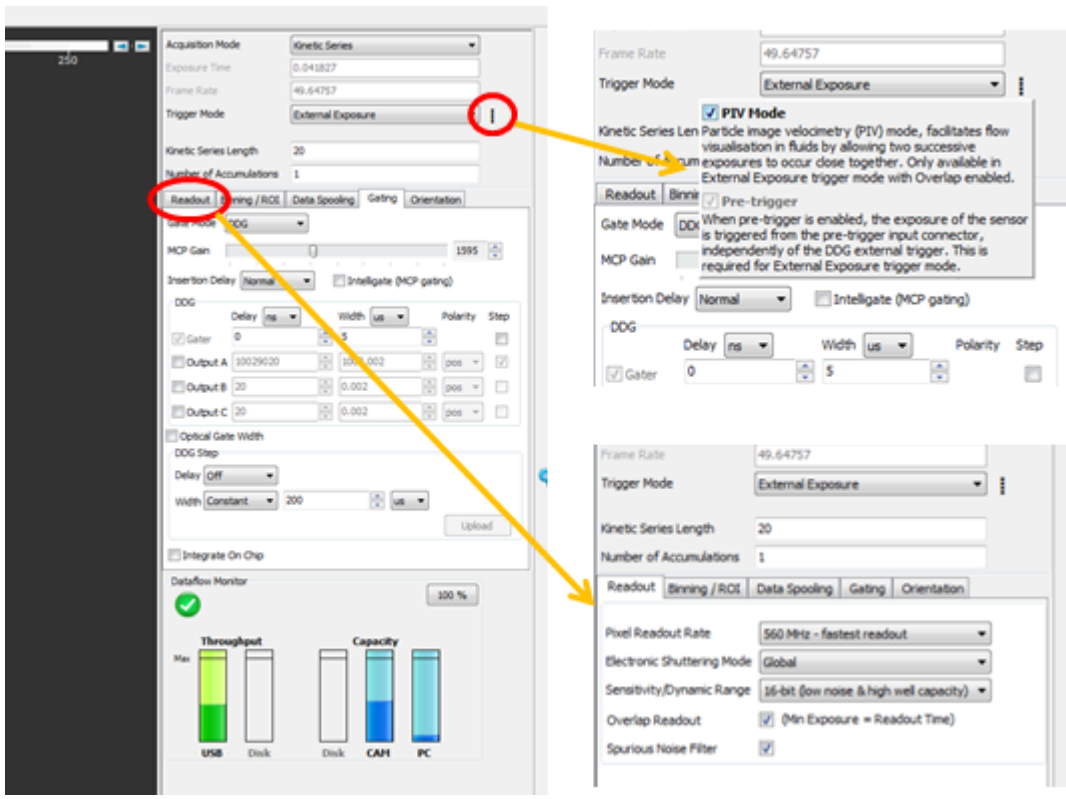 250
Acquisition Mode Kinetic Series
Exposure Time 0.041827
Frame Rate 49.64757
Trigger Mode External Exposure
Kinetic Series Length 20
Number of Accumulations 1
Readout Binning / ROI Data Spooling Gating Orientation
Gate Mode DDG
MCP Gain 1595
Insertion Delay Normal Intelligate (MCP gating)
DDG
Delay ns Width us Polarity Step
Gater 0 5
Output A 10029020 pos
Output B 20 0.002 pos
Output C 20 0.002 pos
Optical Gate Width
DDG Step
Delay Off
Width Constant 200 us
Upload
Integrate On Chip
Dataflow Monitor
100 %
Throughput Capacity
Max
USB Disk Disk CAM PC
Frame Rate 49.64757
Trigger Mode External Exposure
PIV Mode
Kinetic Series Len Particle image velocimetry (PIV) mode, facilitates flow
visualisation in fluids by allowing two successive
Number of Accum exposures to occur close together. Only available in
External Exposure trigger mode with Overlap enabled.
Readout Binni Pre-trigger
When pre-trigger is enabled, the exposure of the sensor
Gate Mode DDG is triggered from the pre-trigger input connector,
independently of the DDG external trigger. This is
MCP Gain required for External Exposure trigger mode.
Insertion Delay Normal Intelligate (MCP gating)
DDG
Delay ns Width us Polarity Step
Gater 0 5
Frame Rate 49.64757
Trigger Mode External Exposure
Kinetic Series Length 20
Number of Accumulations 1
Readout Binning / ROI Data Spooling Gating Orientation
Pixel Readout Rate 560 MHz - fastest readout
Electronic Shuttering Mode Global
Sensitivity/Dynamic Range 16-bit (low noise & high well capacity)
Overlap Readout (Min Exposure = Readout Time)
Spurious Noise Filter